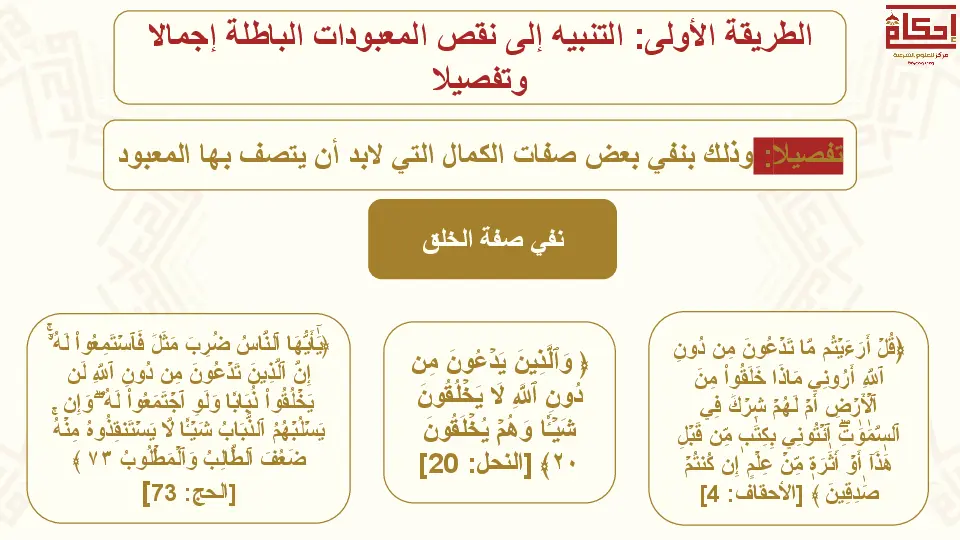 إحكام
مركز للعلوم الشرعية
الطريقة الأولى: التنبيه إلى نقص المعبودات الباطلة إجمالا
وتفصيلا
تفصيلا: وذلك بنفي بعض صفات الكمال التي لابد أن يتصف بها المعبود
نفي صفة الخلق
﴿قُلۡ أَرَءَيۡتُم مَّا تَدۡعُونَ مِن دُونِ
ٱللَّهِ أَرُونِي مَاذَا خَلَقُواْ مِنَ
ٱلۡأَرۡضِ أَمۡ لَهُمۡ شِرۡكٞ فِي
ٱلسَّمَٰوَٰتِۖ ٱئۡتُونِي بِكِتَٰبٖ مِّن قَبۡلِ
هَٰذَآ أَوۡ أَثَٰرَةٖ مِّنۡ عِلۡمٍ إِن كُنتُمۡ
صَٰدِقِينَ ﴾ [الأحقاف: 4]
﴿ وَٱلَّذِينَ يَدۡعُونَ مِن
دُونِ ٱللَّهِ لَا يَخۡلُقُونَ
شَيۡـٔٗا وَهُمۡ يُخۡلَقُونَ
٢٠﴾ [النحل: 20]
﴿يَٰٓأَيُّهَا ٱلنَّاسُ ضُرِبَ مَثَلٞ فَٱسۡتَمِعُواْ لَهُۥٓۚ
إِنَّ ٱلَّذِينَ تَدۡعُونَ مِن دُونِ ٱللَّهِ لَن
يَخۡلُقُواْ ذُبَابٗا وَلَوِ ٱجۡتَمَعُواْ لَهُۥۖ وَإِن
يَسۡلُبۡهُمُ ٱلذُّبَابُ شَيۡـٔٗا لَّا يَسۡتَنقِذُوهُ مِنۡهُۚ
ضَعُفَ ٱلطَّالِبُ وَٱلۡمَطۡلُوبُ ٧٣ ﴾
[الحج: 73]